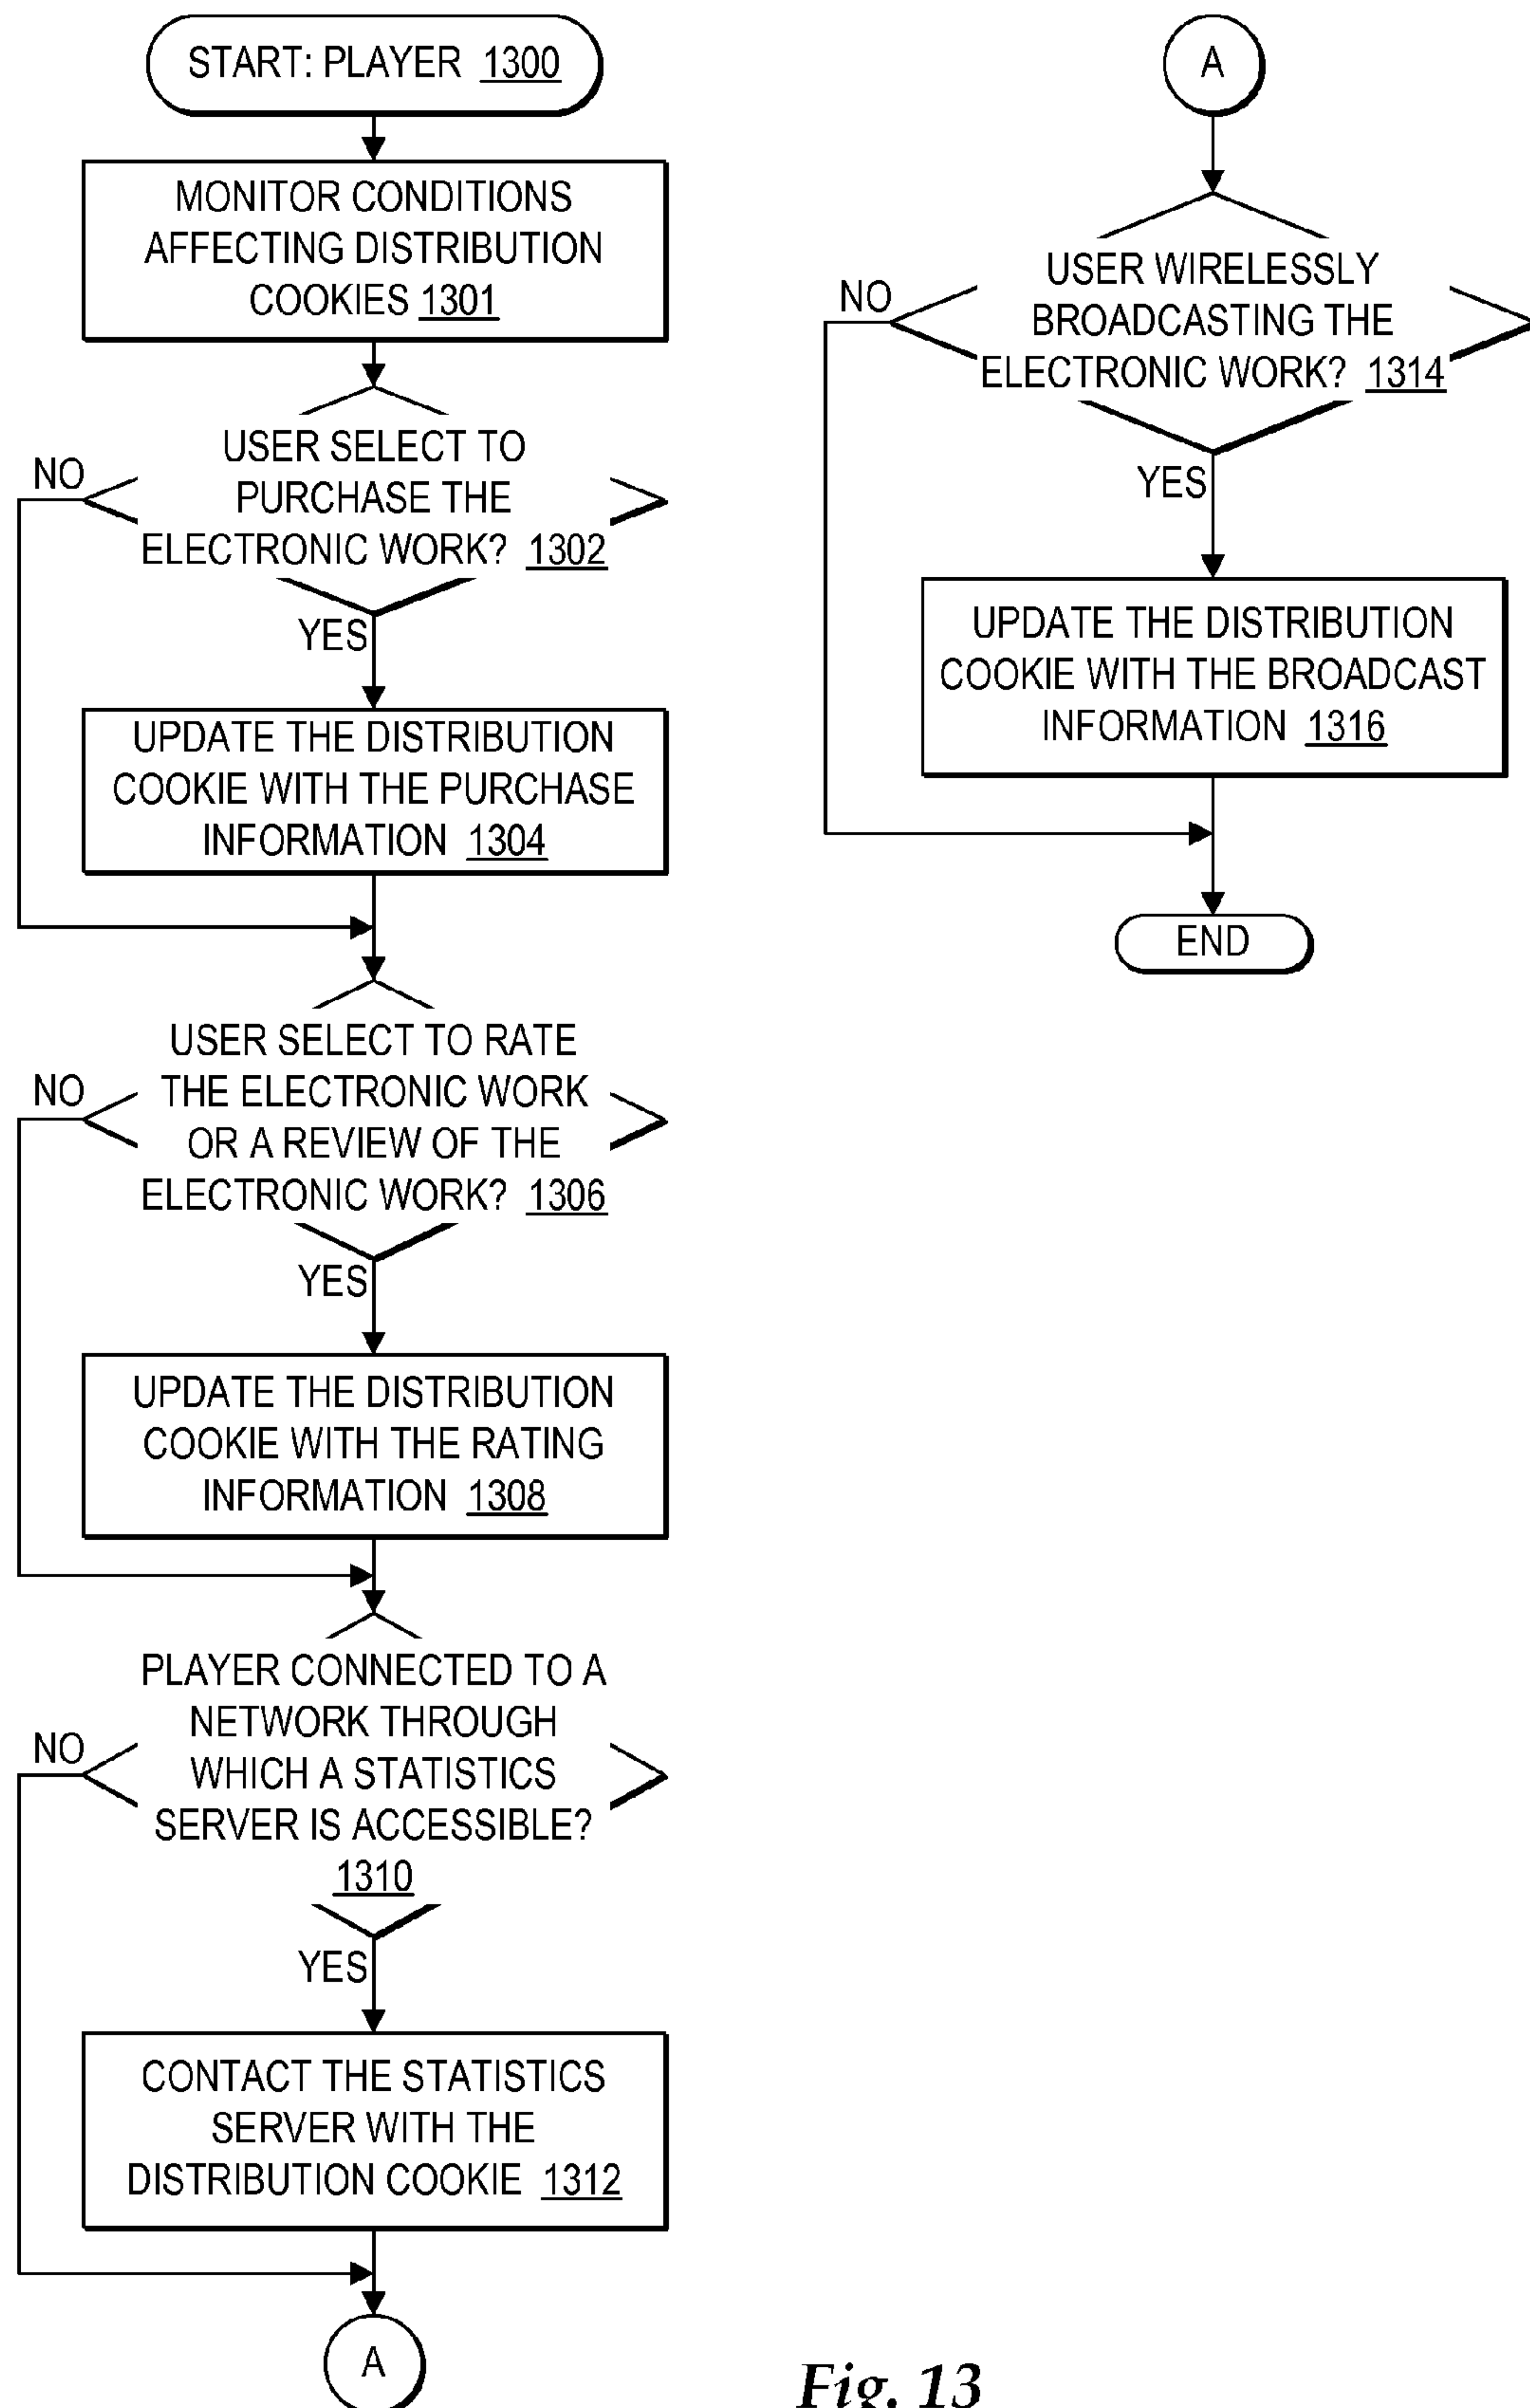 START: PLAYER 1300
MONITOR CONDITIONS
AFFECTING DISTRIBUTION
COOKIES 1301
USER SELECT TO
PURCHASE THE
ELECTRONIC WORK? 1302
NO
YES
UPDATE THE DISTRIBUTION
COOKIE WITH THE PURCHASE
INFORMATION 1304
USER SELECT TO RATE
THE ELECTRONIC WORK
OR A REVIEW OF THE
ELECTRONIC WORK? 1306
NO
YES
UPDATE THE DISTRIBUTION
COOKIE WITH THE RATING
INFORMATION 1308
PLAYER CONNECTED TO A
NETWORK THROUGH
WHICH A STATISTICS
SERVER IS ACCESSIBLE?
1310
NO
YES
CONTACT THE STATISTICS
SERVER WITH THE
DISTRIBUTION COOKIE 1312
A
A
USER WIRELESSLY
BROADCASTING THE
ELECTRONIC WORK? 1314
NO
YES
UPDATE THE DISTRIBUTION
COOKIE WITH THE BROADCAST
INFORMATION 1316
END
Fig. 13